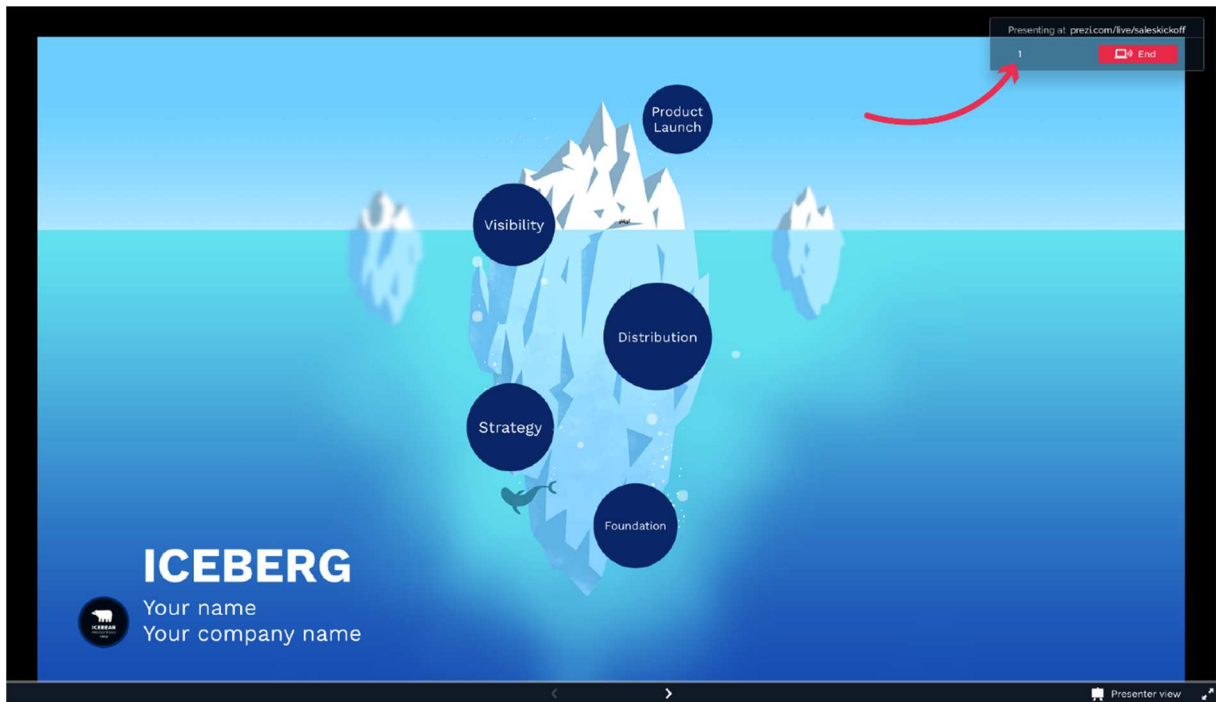 Presenting at prezi.com/live/saleskickoff
1
End
Product
Launch
Visibility
Distribution
Strategy
Foundation
ICEBERG
Your name
Your company name
Presenter view